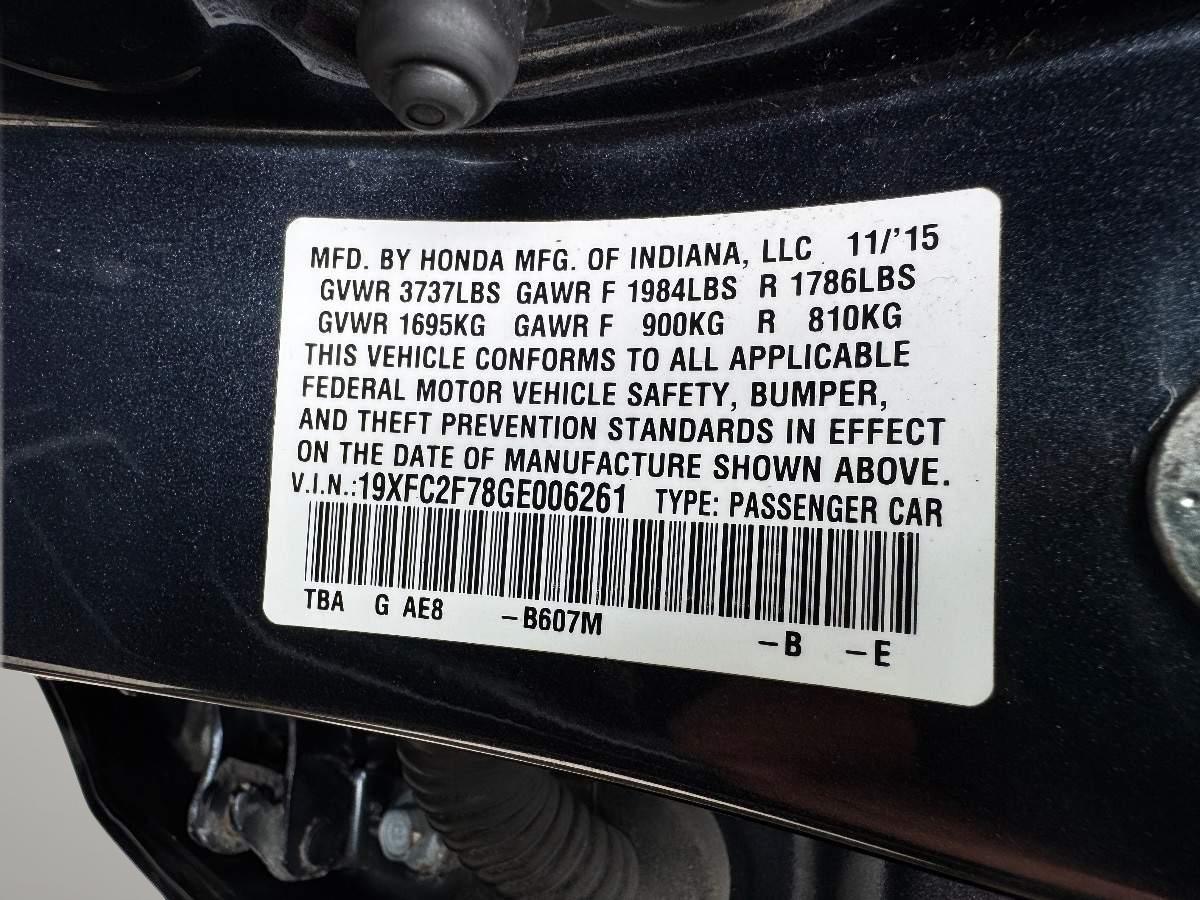 MFD. BY HONDA MFG. OF INDIANA, LLC 11/'15
GVWR 3737LBS GAWR F 1984LBS R 1786LBS
GVWR 1695KG GAWR F 900KG R 810KG
THIS VEHICLE CONFORMS TO ALL APPLICABLE
FEDERAL MOTOR VEHICLE SAFETY, BUMPER,
AND THEFT PREVENTION STANDARDS IN EFFECT
ON THE DATE OF MANUFACTURE SHOWN ABOVE.
V.I.N.:19XFC2F78GE006261 TYPE: PASSENGER CAR
TBA G AE8 –B607M –B –E